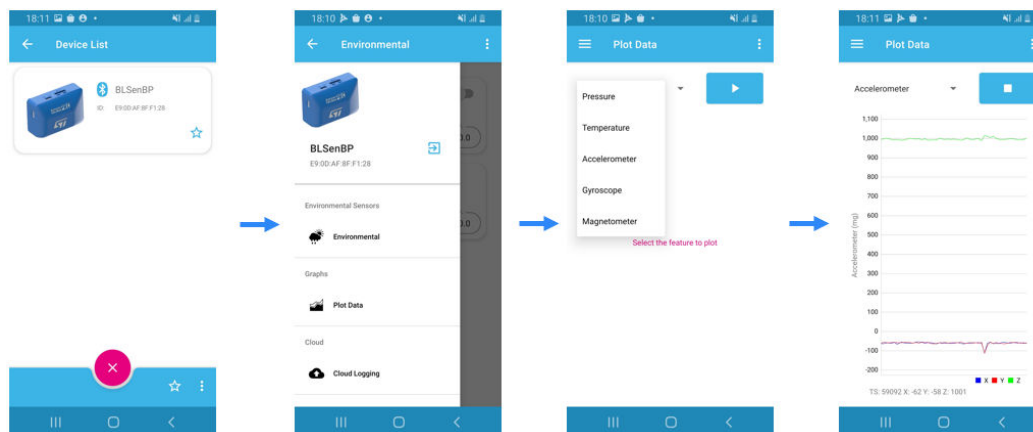 18:11
Device List
BLSenBP
ID: E9:0D:AF:8F:F1:28
18:10
Environmental
BLSenBP
E9:0D:AF:8F:F1:28
Environmental Sensors
Environmental
Graphs
Plot Data
Cloud
Cloud Logging
0.0
18:10
Plot Data
Pressure
Temperature
Accelerometer
Gyroscope
Magnetometer
Select the feature to plot
18:11
Plot Data
Accelerometer
1,100
1,000
900
800
700
600
500
400
300
200
100
0
-100
-200
Accelerometer (mg)
X Y Z
TS: 59092 X: -62 Y: -58 Z: 1001